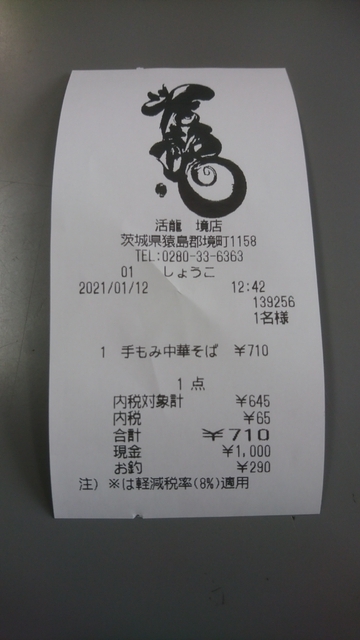 活龍
活龍 境店
茨城県猿島郡境町1158
TEL:0280-33-6363
01 しょうこ
2021/01/12 12:42
139256
1名様
1 手もみ中華そば ¥710
1点
内税対象計 ¥645
内税 ¥65
合計 ¥710
現金 ¥1,000
お釣 ¥290
注) ※は軽減税率(8%)適用